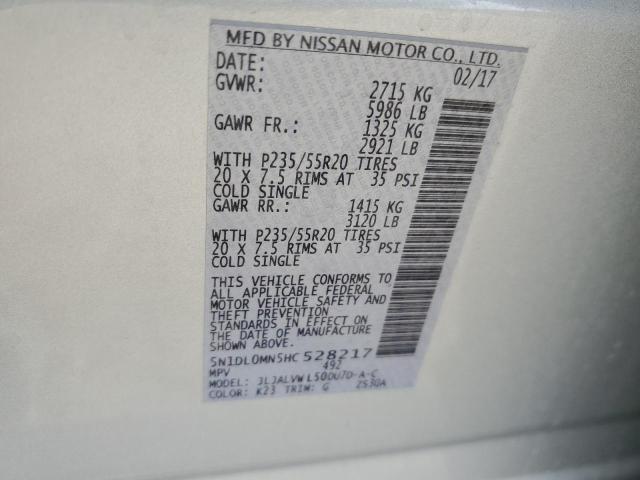 MFD BY NISSAN MOTOR CO., LTD.
DATE: 02/17
GVWR: 2715 KG
5986 LB
GAWR FR.: 1325 KG
2921 LB
WITH P235/55R20 TIRES
20 X 7.5 RIMS AT 35 PSI
COLD SINGLE
GAWR RR.: 1415 KG
3120 LB
WITH P235/55R20 TIRES
20 X 7.5 RIMS AT 35 PSI
COLD SINGLE
THIS VEHICLE CONFORMS TO
ALL APPLICABLE FEDERAL
MOTOR VEHICLE SAFETY AND
THEFT PREVENTION
STANDARDS IN EFFECT ON
THE DATE OF MANUFACTURE
5N1DL0MN5HC 528217
MPV 492
MODEL:
COLOR: K23 TRIM: G ZS30A